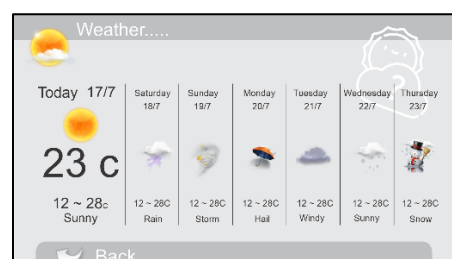 Weather.....
Today 17/7
23 c
12 ~ 28c
Sunny
Saturday
18/7
12 ~ 28C
Rain
Sunday
19/7
12 ~ 28C
Storm
Monday
20/7
12 ~ 28C
Hail
Tuesday
21/7
12 ~ 28C
Windy
Wednesday
22/7
12 ~ 28C
Sunny
Thursday
23/7
12 ~ 28C
Snow
?
Back